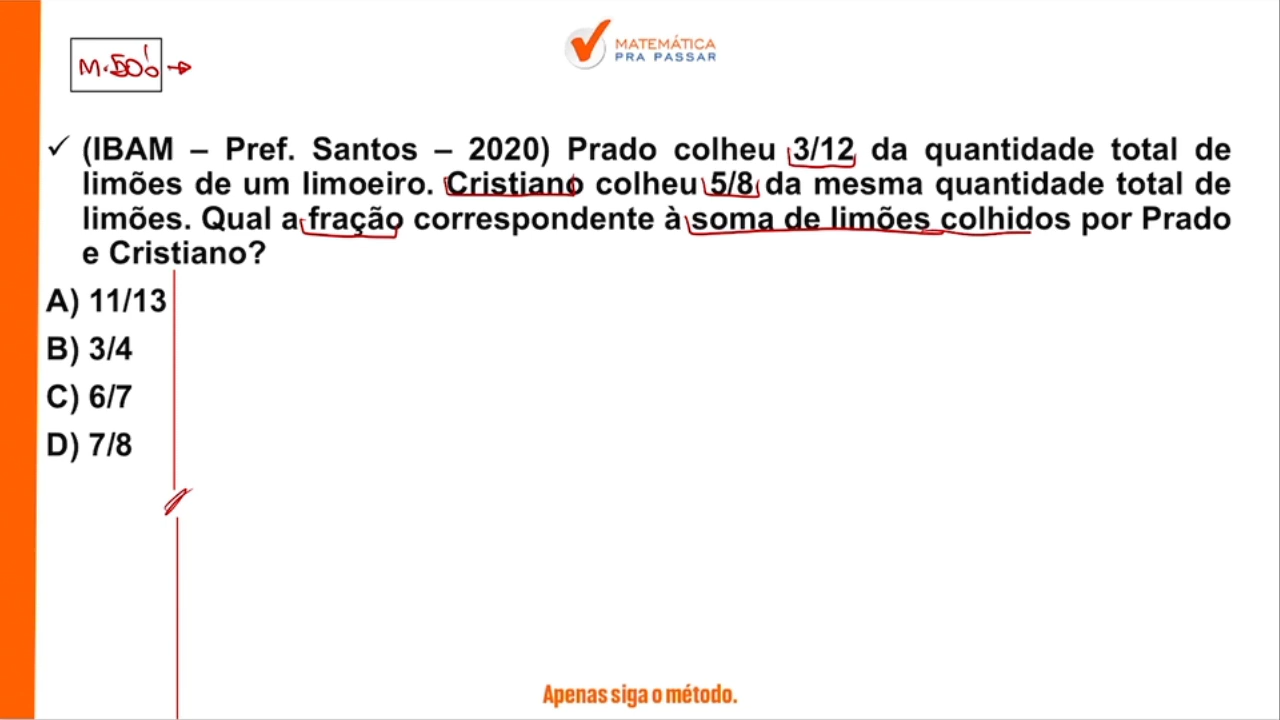 MATEMÁTICA
PRA PASSAR
✓ (IBAM – Pref. Santos – 2020) Prado colheu 3/12 da quantidade total de
limões de um limoeiro. Cristiano colheu 5/8 da mesma quantidade total de
limões. Qual a fração correspondente à soma de limões colhidos por Prado
e Cristiano?
A) 11/13
B) 3/4
C) 6/7
D) 7/8
Apenas siga o método.